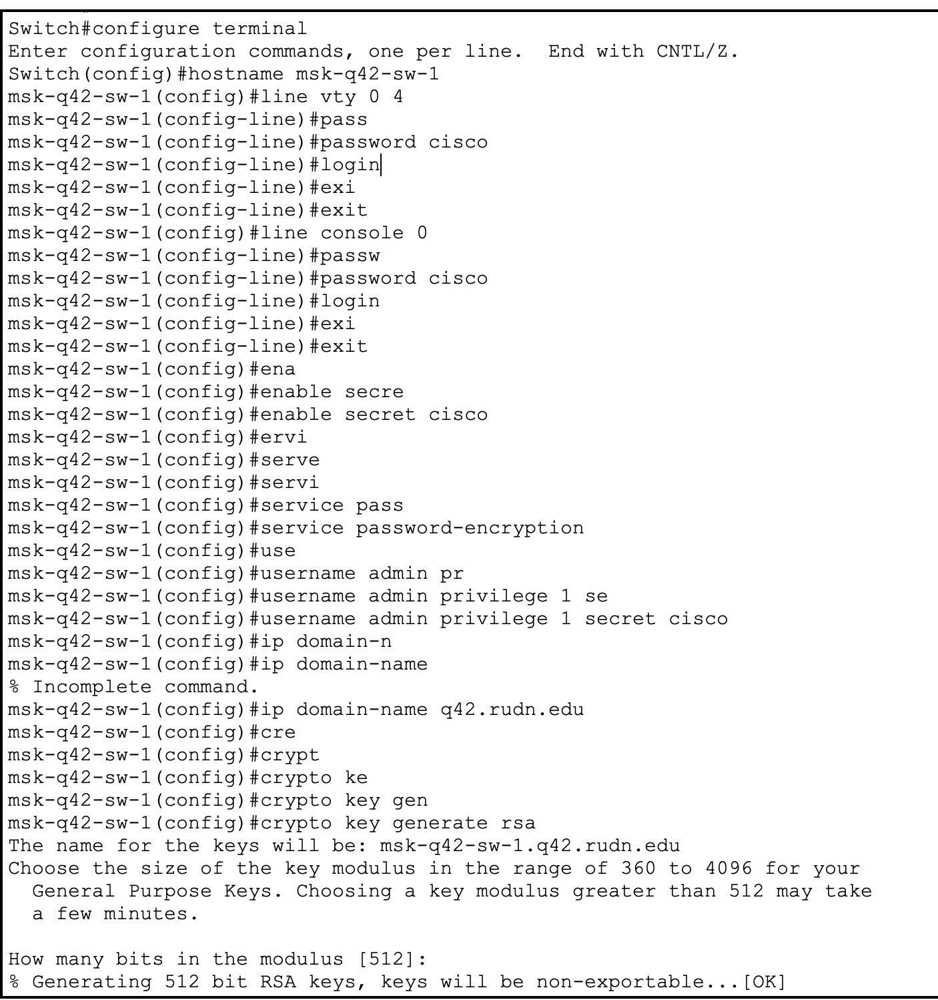 Switch#configure terminal
Enter configuration commands, one per line.  End with CNTL/Z.
Switch(config)#hostname msk-q42-sw-1
msk-q42-sw-1(config)#line vty 0 4
msk-q42-sw-1(config-line)#pass
msk-q42-sw-1(config-line)#password cisco
msk-q42-sw-1(config-line)#login
msk-q42-sw-1(config-line)#exi
msk-q42-sw-1(config-line)#exit
msk-q42-sw-1(config)#line console 0
msk-q42-sw-1(config-line)#passw
msk-q42-sw-1(config-line)#password cisco
msk-q42-sw-1(config-line)#login
msk-q42-sw-1(config-line)#exi
msk-q42-sw-1(config-line)#exit
msk-q42-sw-1(config)#ena
msk-q42-sw-1(config)#enable secre
msk-q42-sw-1(config)#enable secret cisco
msk-q42-sw-1(config)#ervi
msk-q42-sw-1(config)#serve
msk-q42-sw-1(config)#servi
msk-q42-sw-1(config)#service pass
msk-q42-sw-1(config)#service password-encryption
msk-q42-sw-1(config)#use
msk-q42-sw-1(config)#username admin pr
msk-q42-sw-1(config)#username admin privilege 1 se
msk-q42-sw-1(config)#username admin privilege 1 secret cisco
msk-q42-sw-1(config)#ip domain-n
msk-q42-sw-1(config)#ip domain-name
% Incomplete command.
msk-q42-sw-1(config)#ip domain-name q42.rudn.edu
msk-q42-sw-1(config)#cre
msk-q42-sw-1(config)#crypt
msk-q42-sw-1(config)#crypto ke
msk-q42-sw-1(config)#crypto key gen
msk-q42-sw-1(config)#crypto key generate rsa
The name for the keys will be: msk-q42-sw-1.q42.rudn.edu
Choose the size of the key modulus in the range of 360 to 4096 for your
  General Purpose Keys. Choosing a key modulus greater than 512 may take
  a few minutes.

How many bits in the modulus [512]:
% Generating 512 bit RSA keys, keys will be non-exportable...[OK]